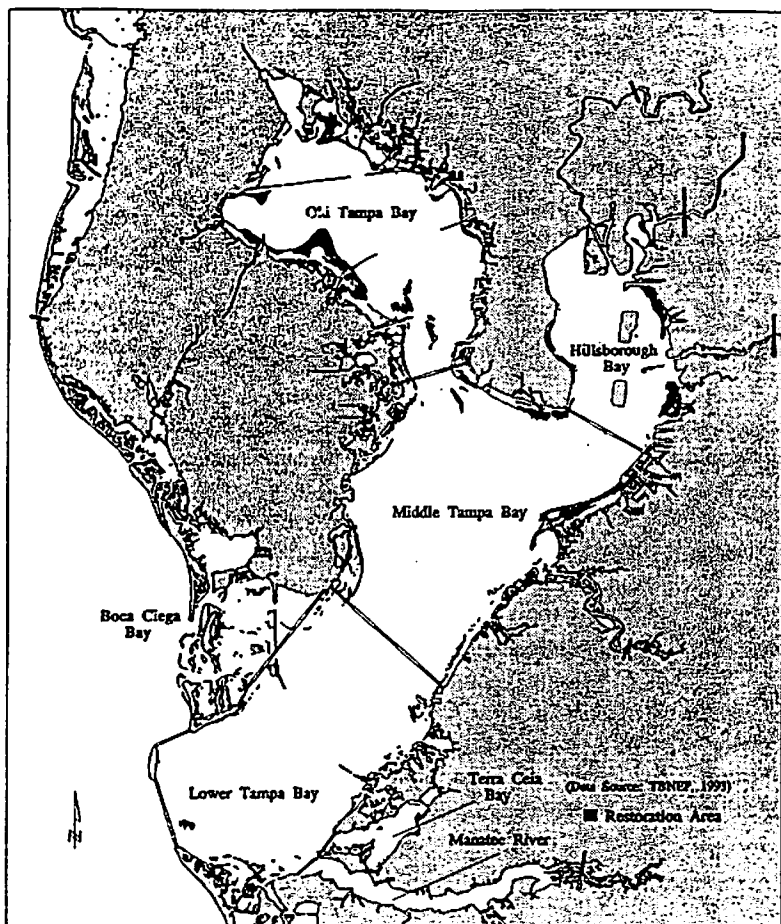 Old Tampa Bay
Hillsborough
Bay
Middle Tampa Bay
Boca Ciega
Bay
Lower Tampa Bay
Terra Ceia
Bay
(Data Source: TBNEP, 1993)
Restoration Area
Manatee River